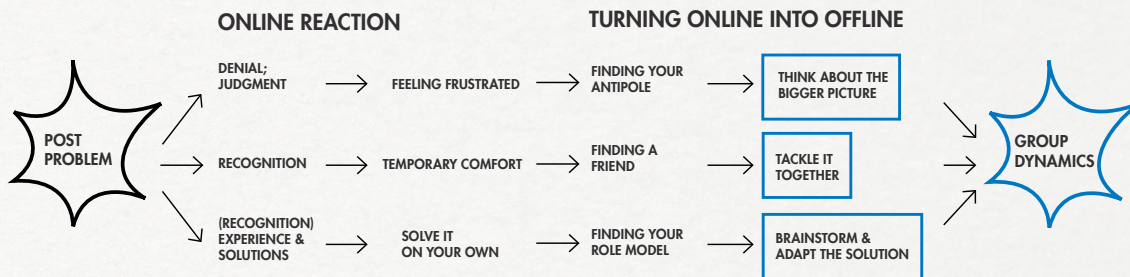 ONLINE REACTION
TURNING ONLINE INTO OFFLINE
POST
PROBLEM
DENIAL;
JUDGMENT
FEELING FRUSTRATED
FINDING YOUR
ANTIPOLE
THINK ABOUT THE
BIGGER PICTURE
RECOGNITION
TEMPORARY COMFORT
FINDING A
FRIEND
TACKLE IT
TOGETHER
(RECOGNITION)
EXPERIENCE &
SOLUTIONS
SOLVE IT
ON YOUR OWN
FINDING YOUR
ROLE MODEL
BRAINSTORM &
ADAPT THE SOLUTION
GROUP
DYNAMICS